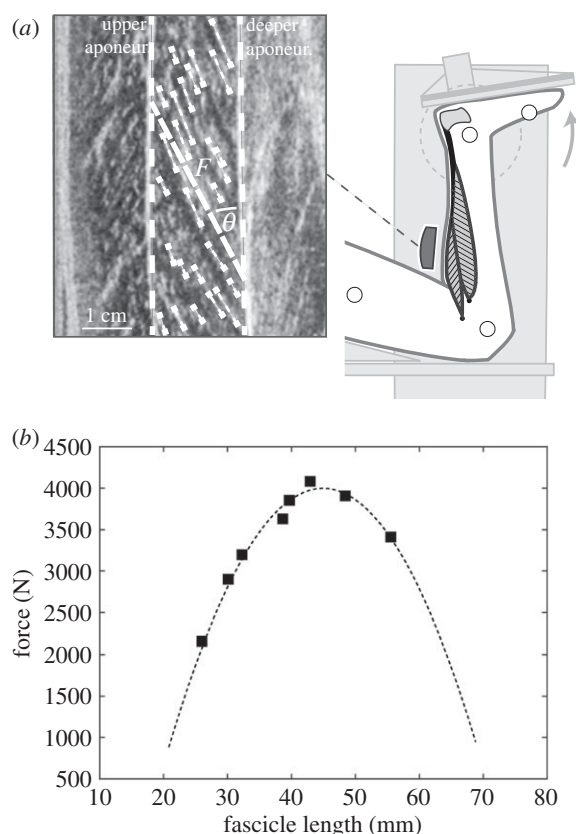 (a)
upper
aponeur.
deeper
aponeur.
F
θ
1 cm
(b)
4500
4000
3500
3000
2500
2000
1500
1000
500
force (N)
10 20 30 40 50 60 70 80
fascicle length (mm)